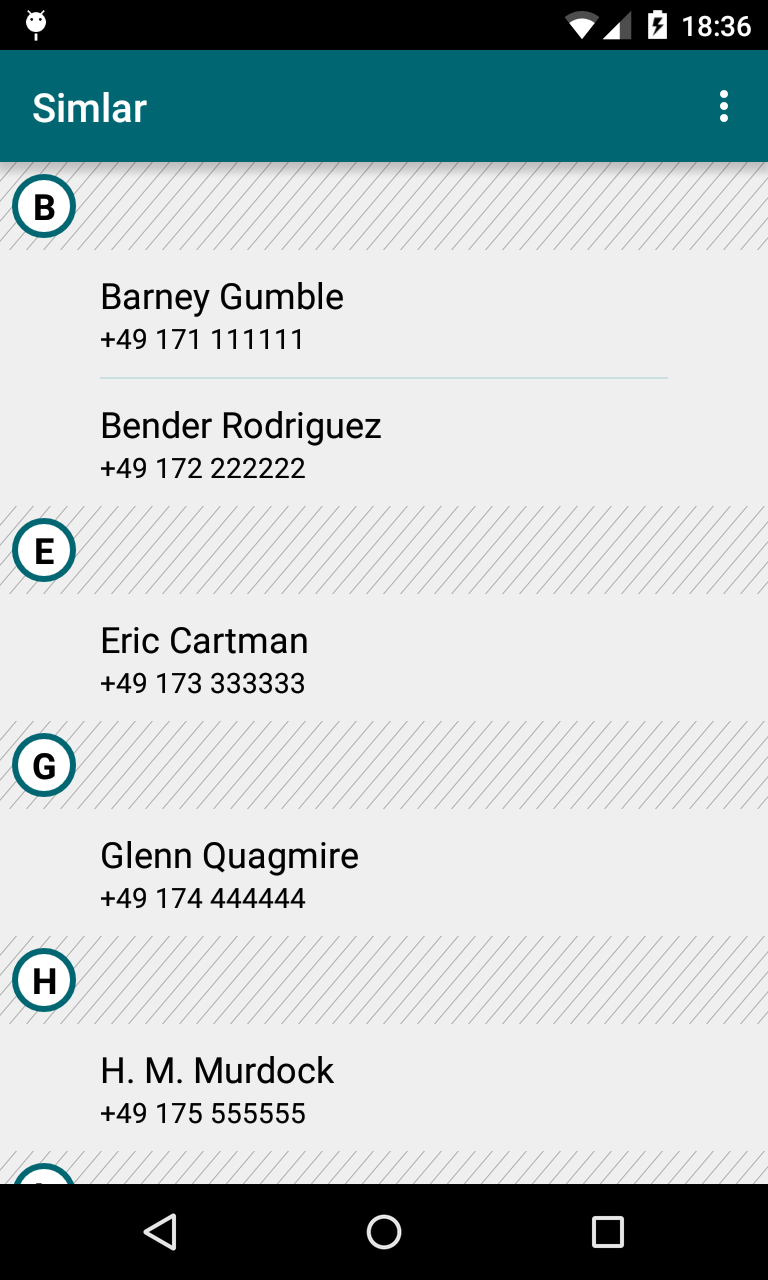 18:36
Simlar
B
Barney Gumble
+49 171 111111
Bender Rodriguez
+49 172 222222
E
Eric Cartman
+49 173 333333
G
Glenn Quagmire
+49 174 444444
H
H. M. Murdock
+49 175 555555